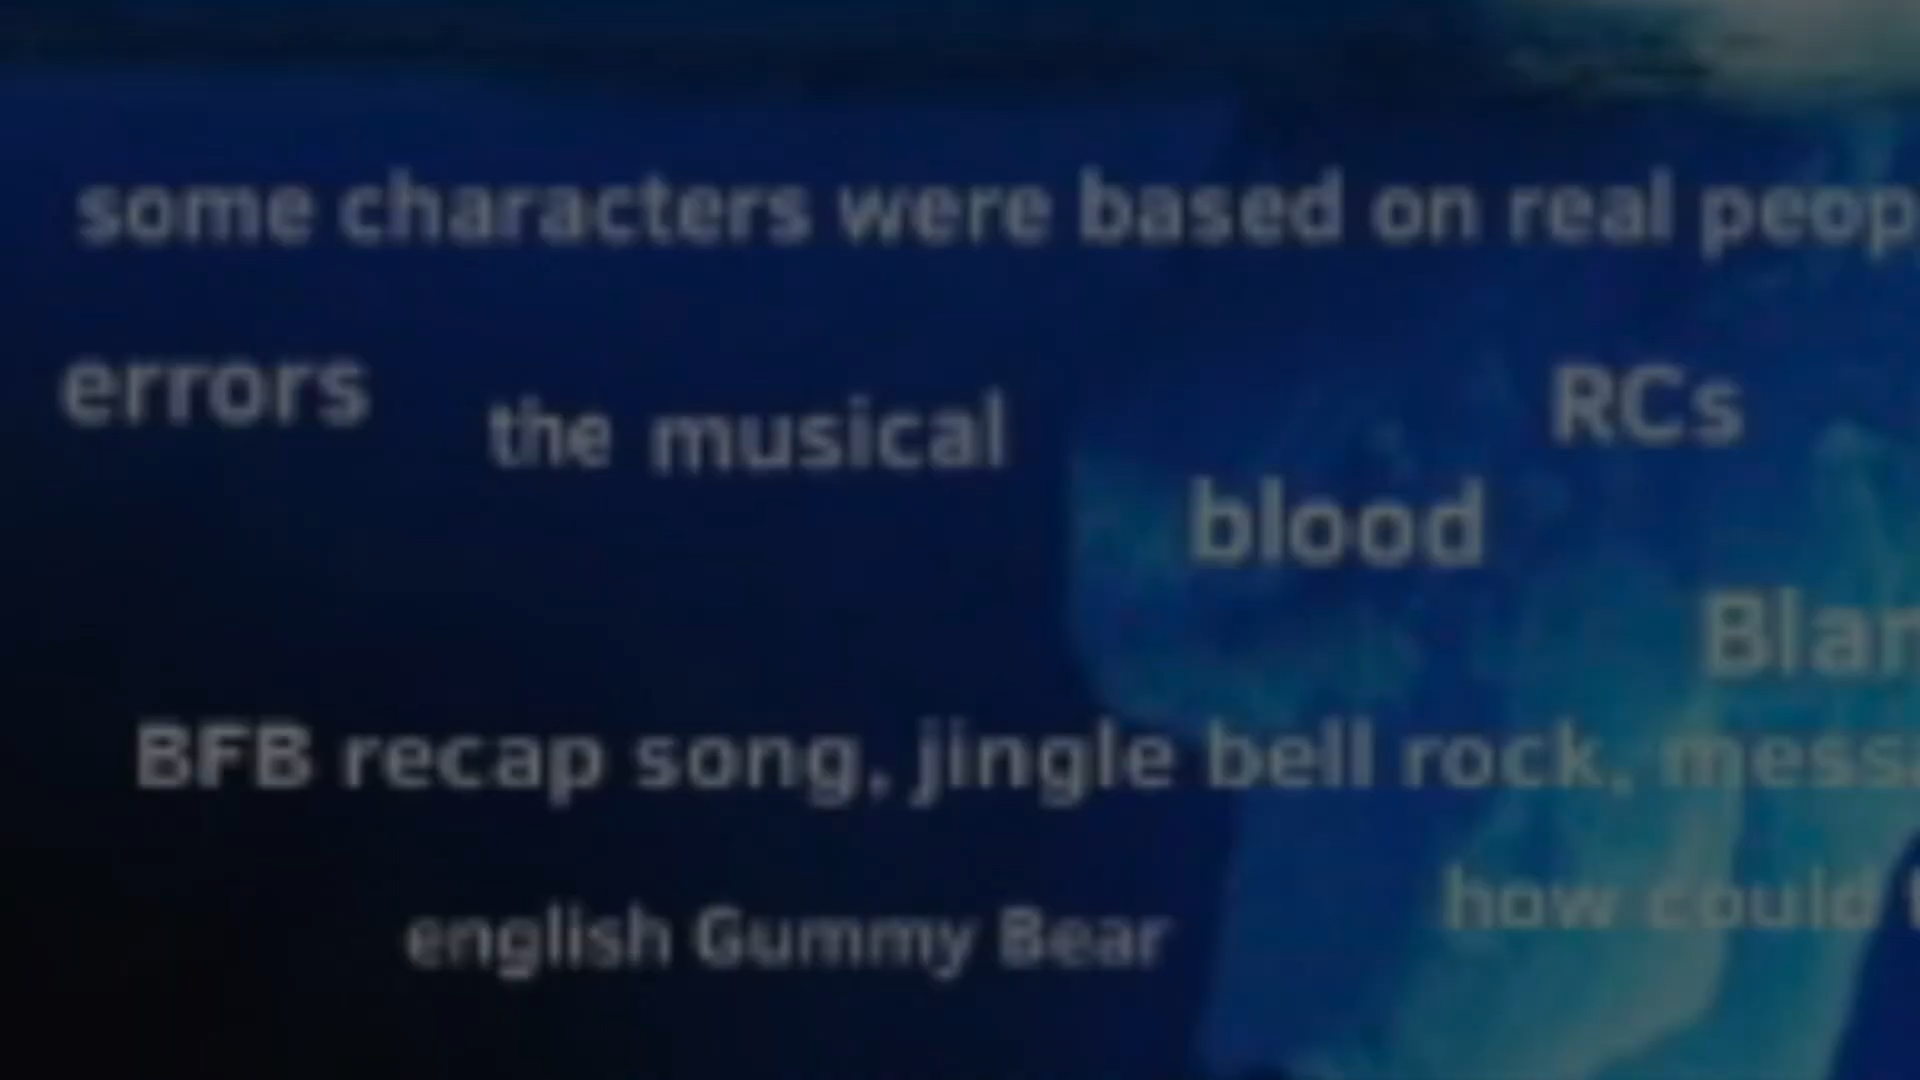 some characters were based on real peop
errors
the musical
RCs
blood
Blan
BFB recap song, jingle bell rock, messa
how could
english Gummy Bear